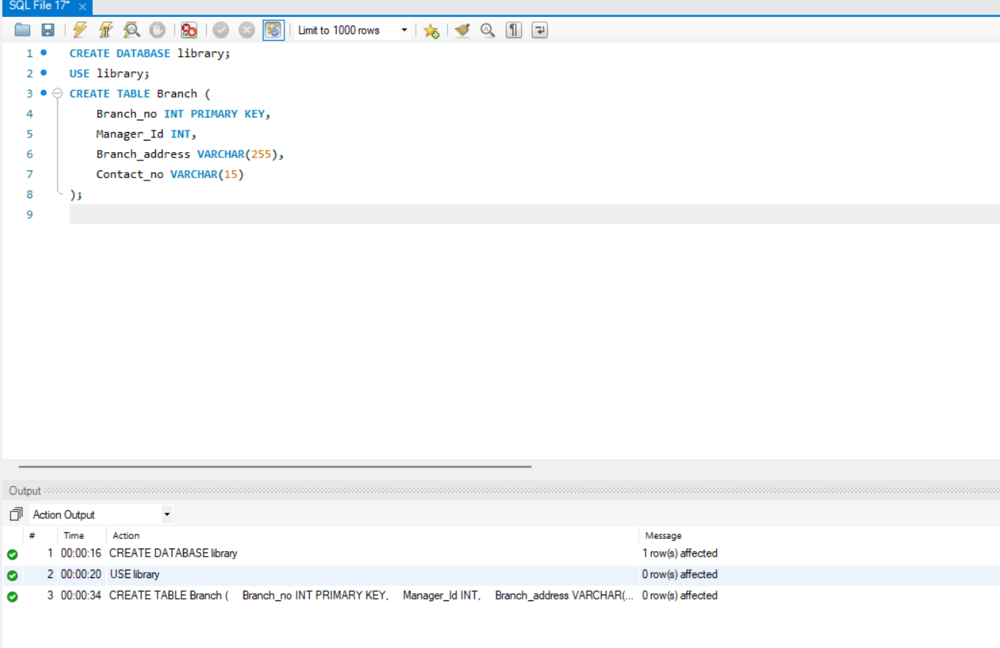 SQL File 17* ×
Limit to 1000 rows
1 CREATE DATABASE library;
2 USE library;
3 CREATE TABLE Branch (
4 Branch_no INT PRIMARY KEY,
5 Manager_Id INT,
6 Branch_address VARCHAR(255),
7 Contact_no VARCHAR(15)
8 );
9
Output
Action Output
# Time Action Message
1 00:00:16 CREATE DATABASE library 1 row(s) affected
2 00:00:20 USE library 0 row(s) affected
3 00:00:34 CREATE TABLE Branch ( Branch_no INT PRIMARY KEY, Manager_Id INT, Branch_address VARCHAR(... 0 row(s) affected